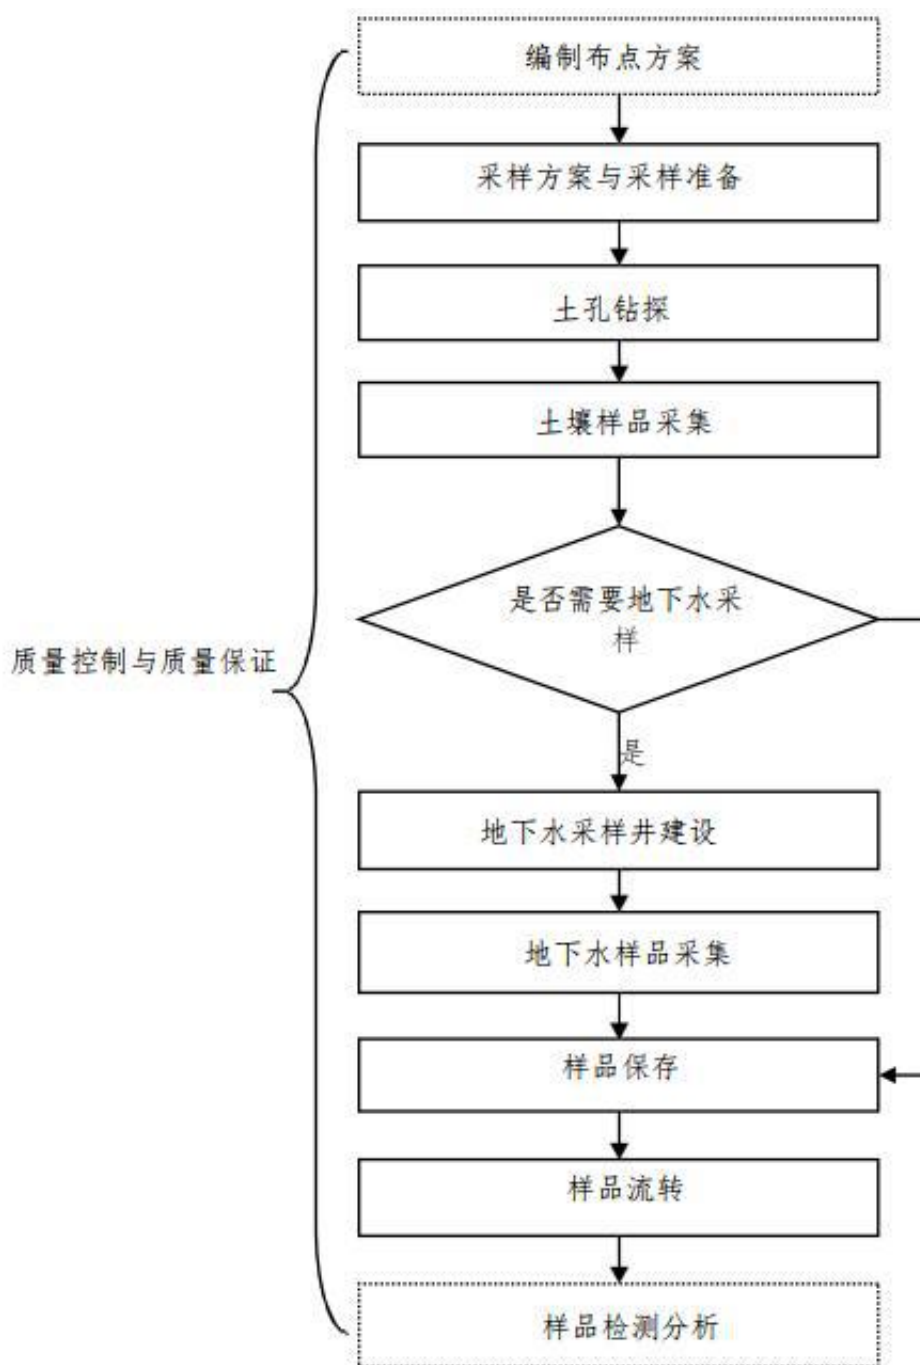 编制布点方案
采样方案与采样准备
土孔钻探
土壤样品采集
是否需要地下水采
样
质量控制与质量保证
是
地下水采样井建设
地下水样品采集
样品保存
样品流转
样品检测分析